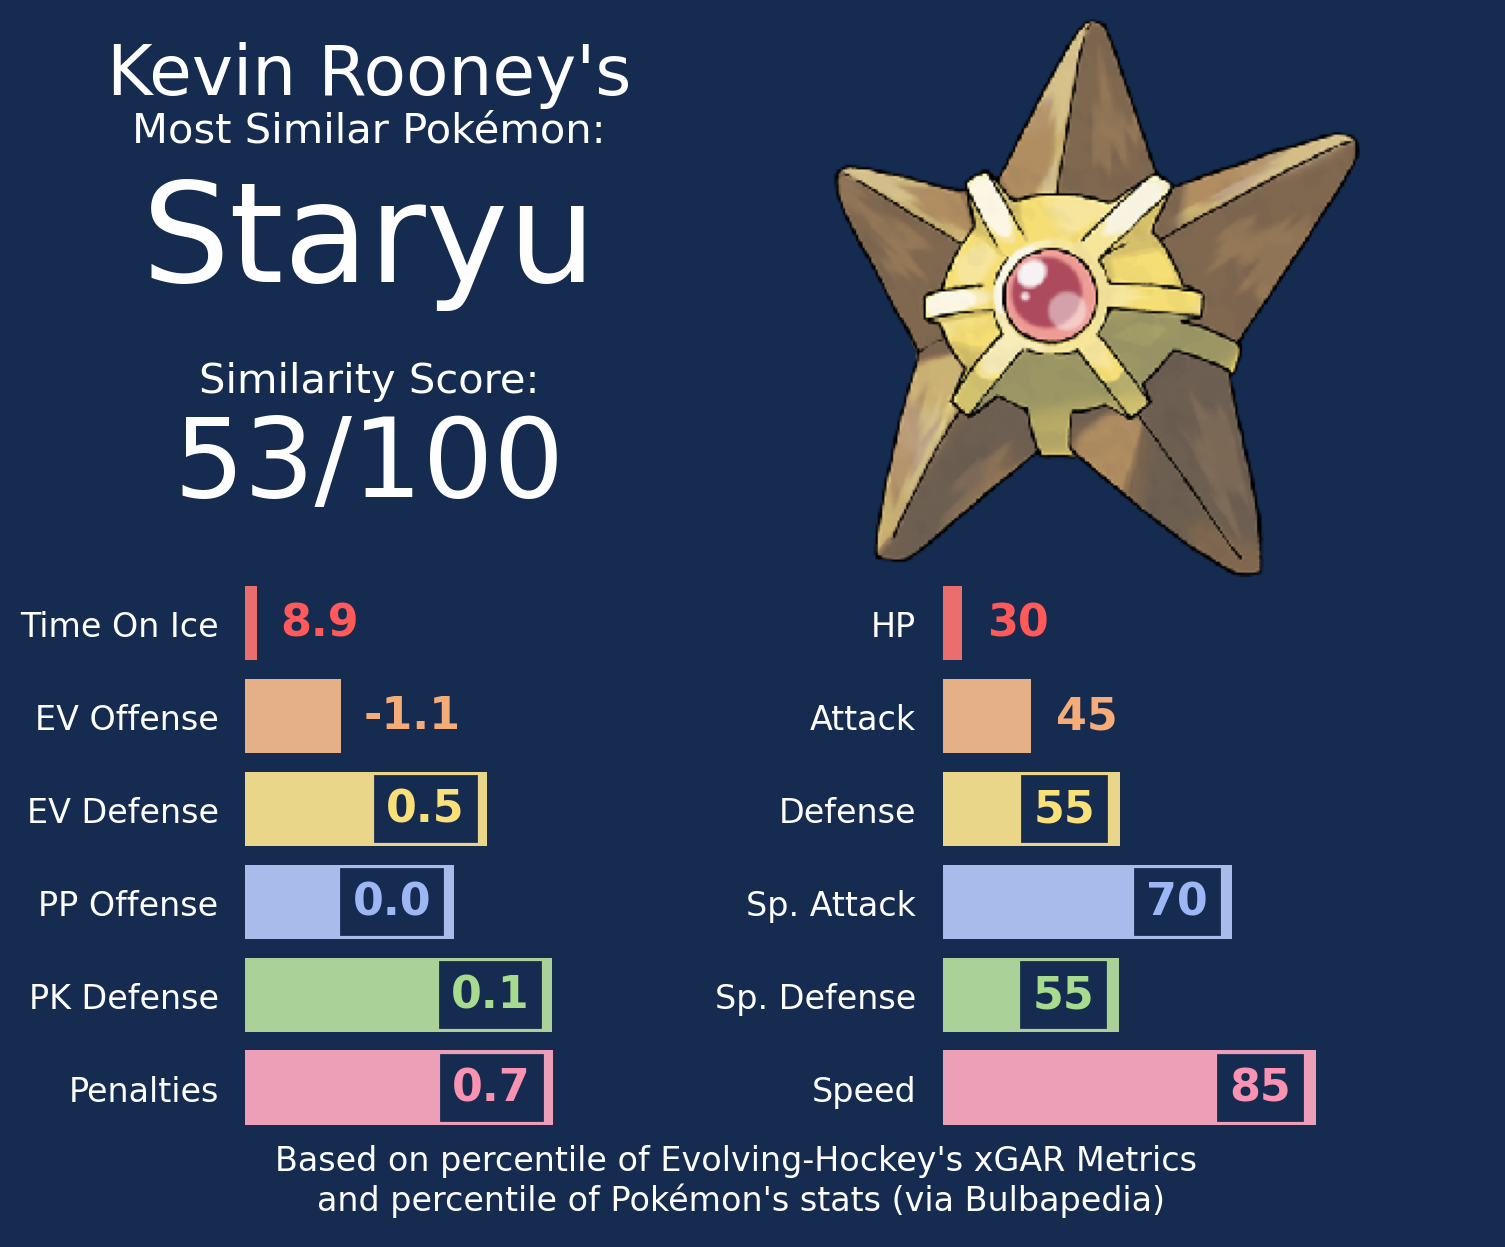 Kevin Rooney's
Most Similar Pokémon:
Staryu
Similarity Score:
53/100
Time On Ice 8.9
EV Offense -1.1
EV Defense 0.5
PP Offense 0.0
PK Defense 0.1
Penalties 0.7
HP 30
Attack 45
Defense 55
Sp. Attack 70
Sp. Defense 55
Speed 85
Based on percentile of Evolving-Hockey's xGAR Metrics
and percentile of Pokémon's stats (via Bulbapedia)